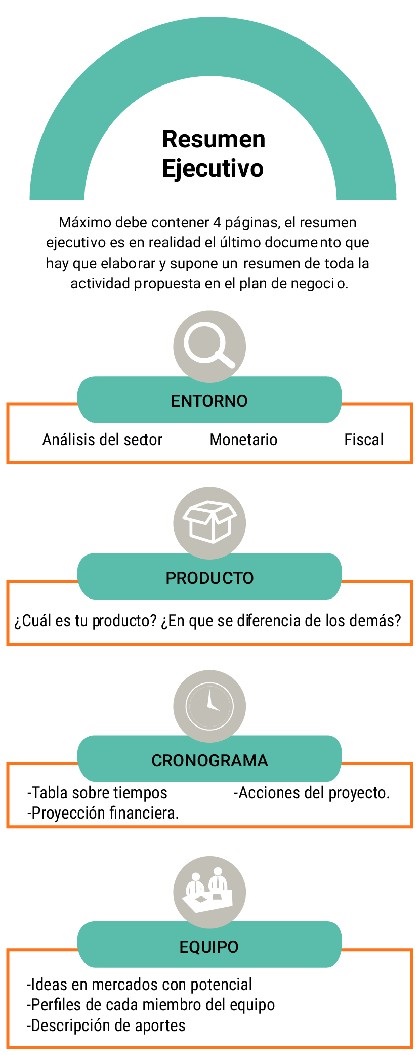 Resumen
Ejecutivo
Máximo debe contener 4 páginas, el resumen
ejecutivo es en realidad el último documento que
hay que elaborar y supone un resumen de toda la
actividad propuesta en el plan de negocio.
ENTORNO
Análisis del sector Monetario Fiscal
PRODUCTO
¿Cuál es tu producto? ¿En que se diferencia de los demás?
CRONOGRAMA
-Tabla sobre tiempos -Acciones del proyecto.
-Proyección financiera.
EQUIPO
-Ideas en mercados con potencial
-Perfiles de cada miembro del equipo
-Descripción de aportes